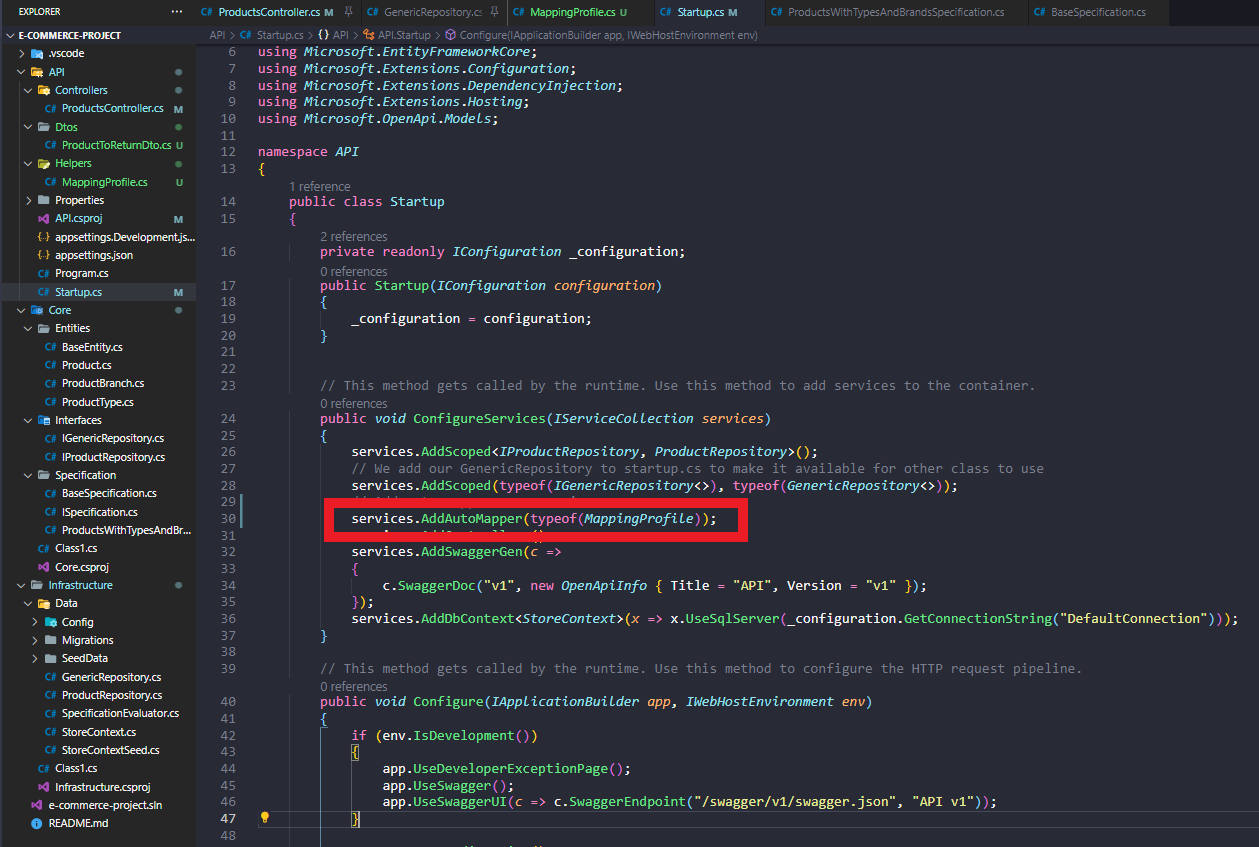 EXPLORER
···
E-COMMERCE-PROJECT
.vscode
API
Controllers
C# ProductsController.cs M
Dtos
C# ProductToReturnDto.cs U
Helpers
C# MappingProfile.cs U
Properties
API.csproj M
{..} appsettings.Development.js...
{..} appsettings.json
C# Program.cs
C# Startup.cs M
Core
Entities
C# BaseEntity.cs
C# Product.cs
C# ProductBranch.cs
C# ProductType.cs
Interfaces
C# IGenericRepository.cs
C# IProductRepository.cs
Specification
C# BaseSpecification.cs
C# ISpecification.cs
C# ProductsWithTypesAndBr...
C# Class1.cs
Core.csproj
Infrastructure
Data
Config
Migrations
SeedData
C# GenericRepository.cs
C# ProductRepository.cs
C# SpecificationEvaluator.cs
C# StoreContext.cs
C# StoreContextSeed.cs
C# Class1.cs
Infrastructure.csproj
e-commerce-project.sln
README.md
C# ProductsController.cs M C# GenericRepository.cs C# MappingProfile.cs U C# Startup.cs M C# ProductsWithTypesAndBrandsSpecification.cs C# BaseSpecification.cs
API > C# Startup.cs > {} API > API.Startup > Configure(IApplicationBuilder app, IWebHostEnvironment env)
6 using Microsoft.EntityFrameworkCore;
7 using Microsoft.Extensions.Configuration;
8 using Microsoft.Extensions.DependencyInjection;
9 using Microsoft.Extensions.Hosting;
10 using Microsoft.OpenApi.Models;
11
12 namespace API
13 {
1 reference
14 public class Startup
15 {
2 references
16 private readonly IConfiguration _configuration;
0 references
17 public Startup(IConfiguration configuration)
18 {
19 _configuration = configuration;
20 }
21
22
23 // This method gets called by the runtime. Use this method to add services to the container.
0 references
24 public void ConfigureServices(IServiceCollection services)
25 {
26 services.AddScoped<IProductRepository, ProductRepository>();
27 // We add our GenericRepository to startup.cs to make it available for other class to use
28 services.AddScoped(typeof(IGenericRepository<>), typeof(GenericRepository<>));
29
30 services.AddAutoMapper(typeof(MappingProfile));
31
32 services.AddSwaggerGen(c =>
33 {
34 c.SwaggerDoc("v1", new OpenApiInfo { Title = "API", Version = "v1" });
35 });
36 services.AddDbContext<StoreContext>(x => x.UseSqlServer(_configuration.GetConnectionString("DefaultConnection")));
37 }
38
39 // This method gets called by the runtime. Use this method to configure the HTTP request pipeline.
0 references
40 public void Configure(IApplicationBuilder app, IWebHostEnvironment env)
41 {
42 if (env.IsDevelopment())
43 {
44 app.UseDeveloperExceptionPage();
45 app.UseSwagger();
46 app.UseSwaggerUI(c => c.SwaggerEndpoint("/swagger/v1/swagger.json", "API v1"));
47 }
48